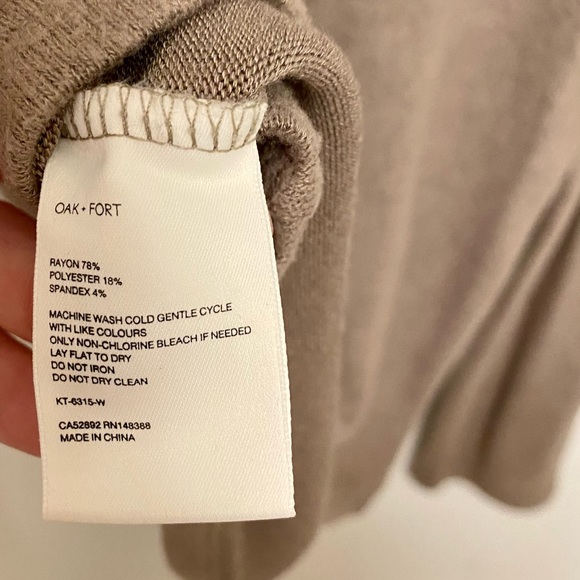 OAK + FORT
RAYON 78%
POLYESTER 18%
SPANDEX 4%
MACHINE WASH COLD GENTLE CYCLE
WITH LIKE COLOURS
ONLY NON-CHLORINE BLEACH IF NEEDED
LAY FLAT TO DRY
DO NOT IRON
DO NOT DRY CLEAN
KT-6315-W
CA52892 RN148388
MADE IN CHINA